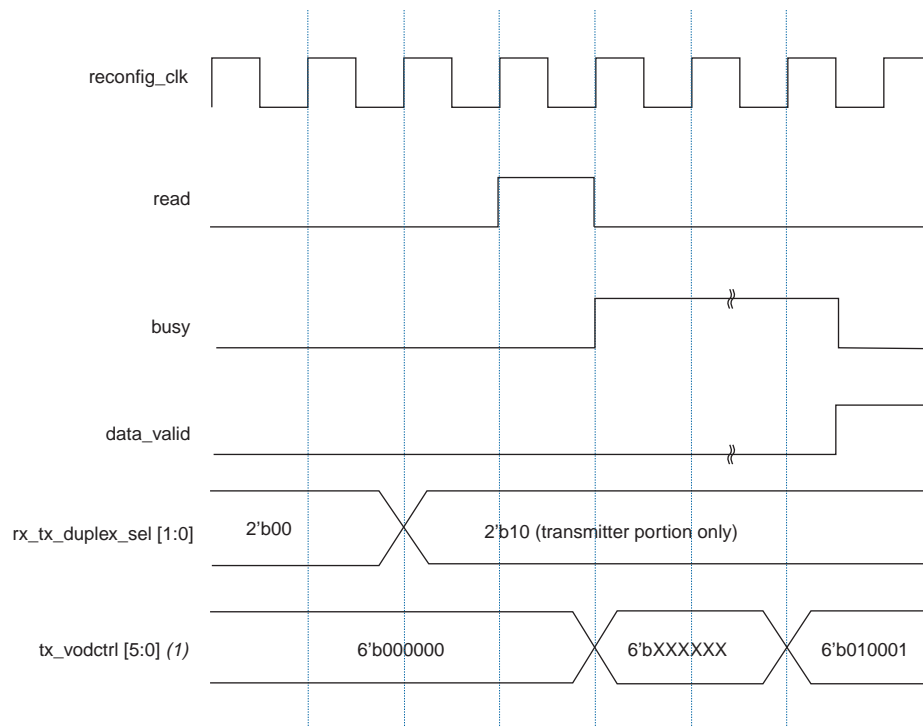 reconfig_clk
read
busy
data_valid
rx_tx_duplex_sel [1:0]
2’b00
2’b10 (transmitter portion only)
tx_vodctrl [5:0] (1)
6’b000000
6’bXXXXXX
6’b010001